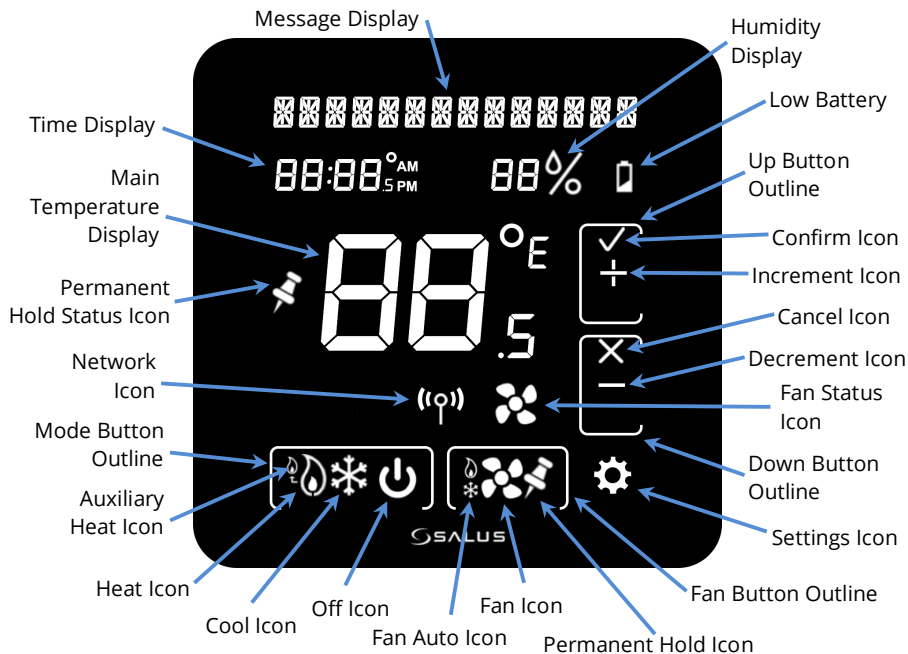 Message Display
Humidity
Display
Low Battery
Time Display
88:88.5 ° AM PM
88 %
Up Button
Outline
Main
Temperature
Display
88.5 °E
Confirm Icon
Increment Icon
Permanent
Hold Status Icon
Cancel Icon
Decrement Icon
Network
Icon
Fan Status
Icon
Mode Button
Outline
Down Button
Outline
Auxiliary
Heat Icon
SALUS
Settings Icon
Heat Icon
Cool Icon
Off Icon
Fan Auto Icon
Fan Icon
Permanent Hold Icon
Fan Button Outline